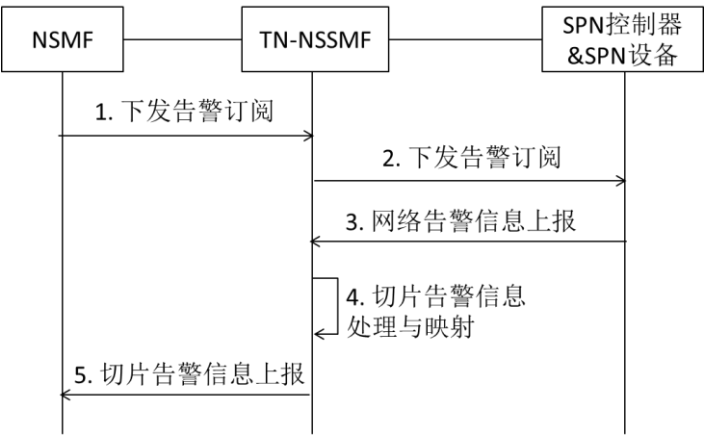 NSMF
TN-NSSMF
SPN控制器
&SPN设备
1. 下发告警订阅
2. 下发告警订阅
3. 网络告警信息上报
4. 切片告警信息
处理与映射
5. 切片告警信息上报